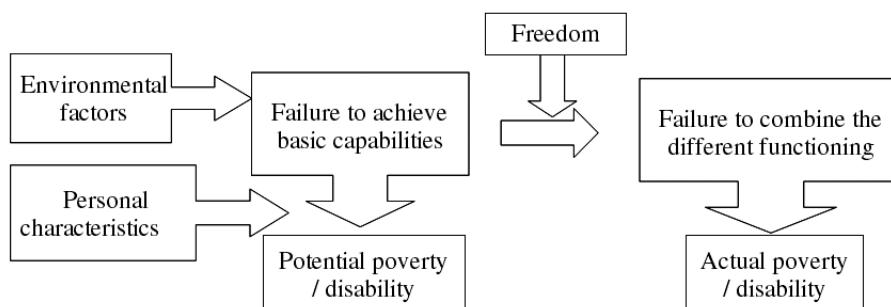 Freedom
Environmental
factors
Failure to achieve
basic capabilities
Failure to combine the
different functioning
Personal
characteristics
Potential poverty
/ disability
Actual poverty
/ disability